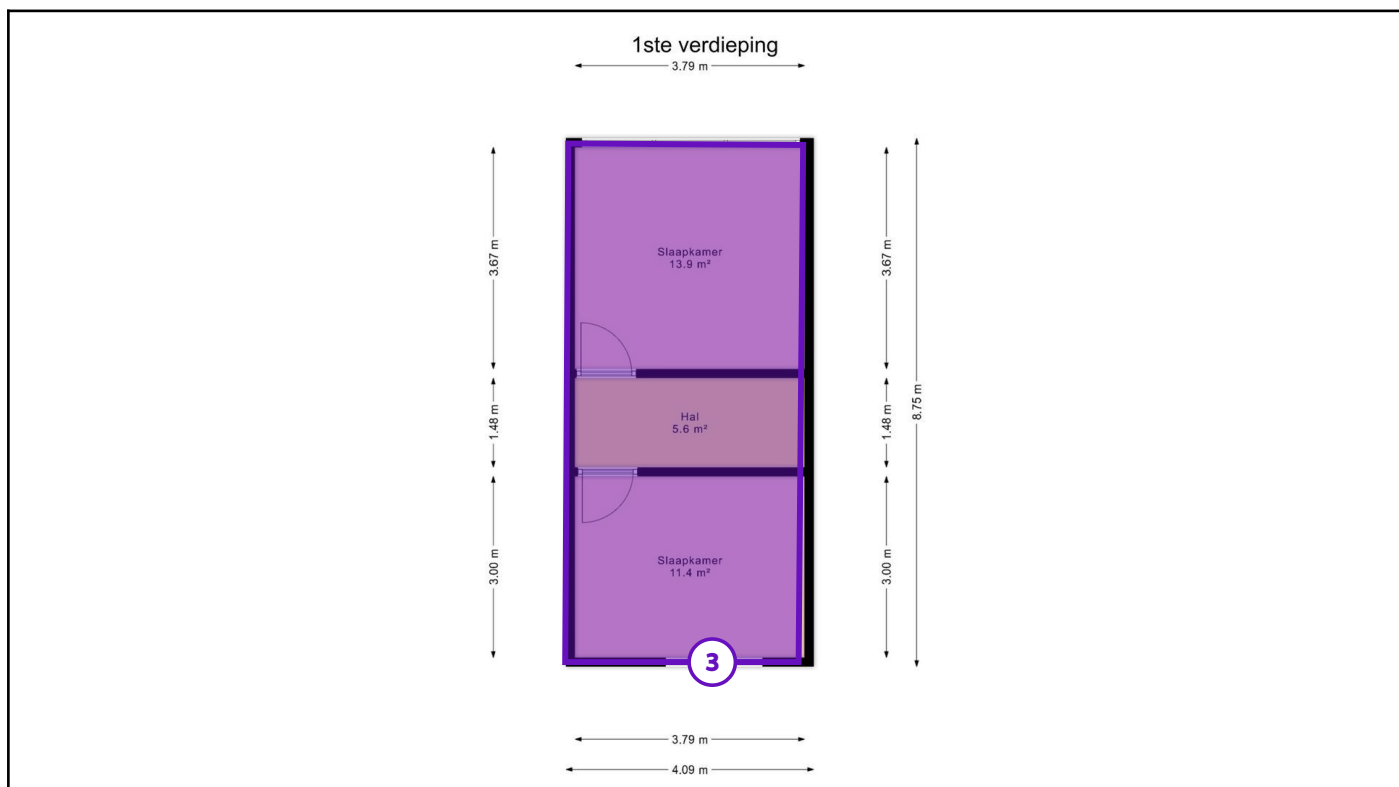 1ste verdieping
3.79 m
3.67 m
Slaapkamer
13.9 m²
3.67 m
8.75 m
1.48 m
Hal
5.6 m²
1.48 m
3.00 m
Slaapkamer
11.4 m²
3.00 m
3
3.79 m
4.09 m